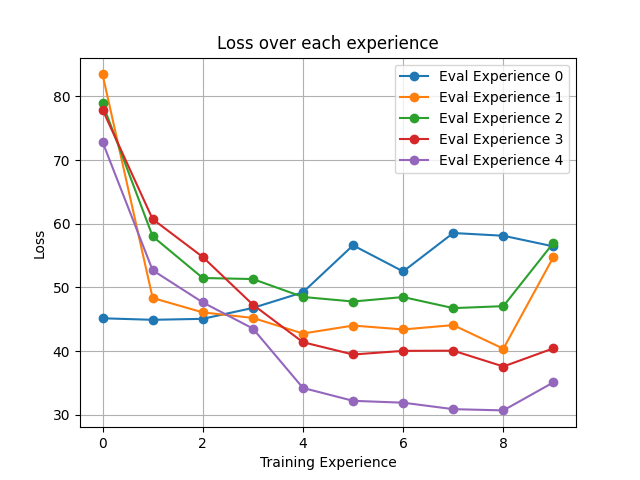 Loss over each experience
Eval Experience 0
Eval Experience 1
Eval Experience 2
Eval Experience 3
Eval Experience 4
80
70
60
50
40
30
Loss
0 2 4 6 8
Training Experience